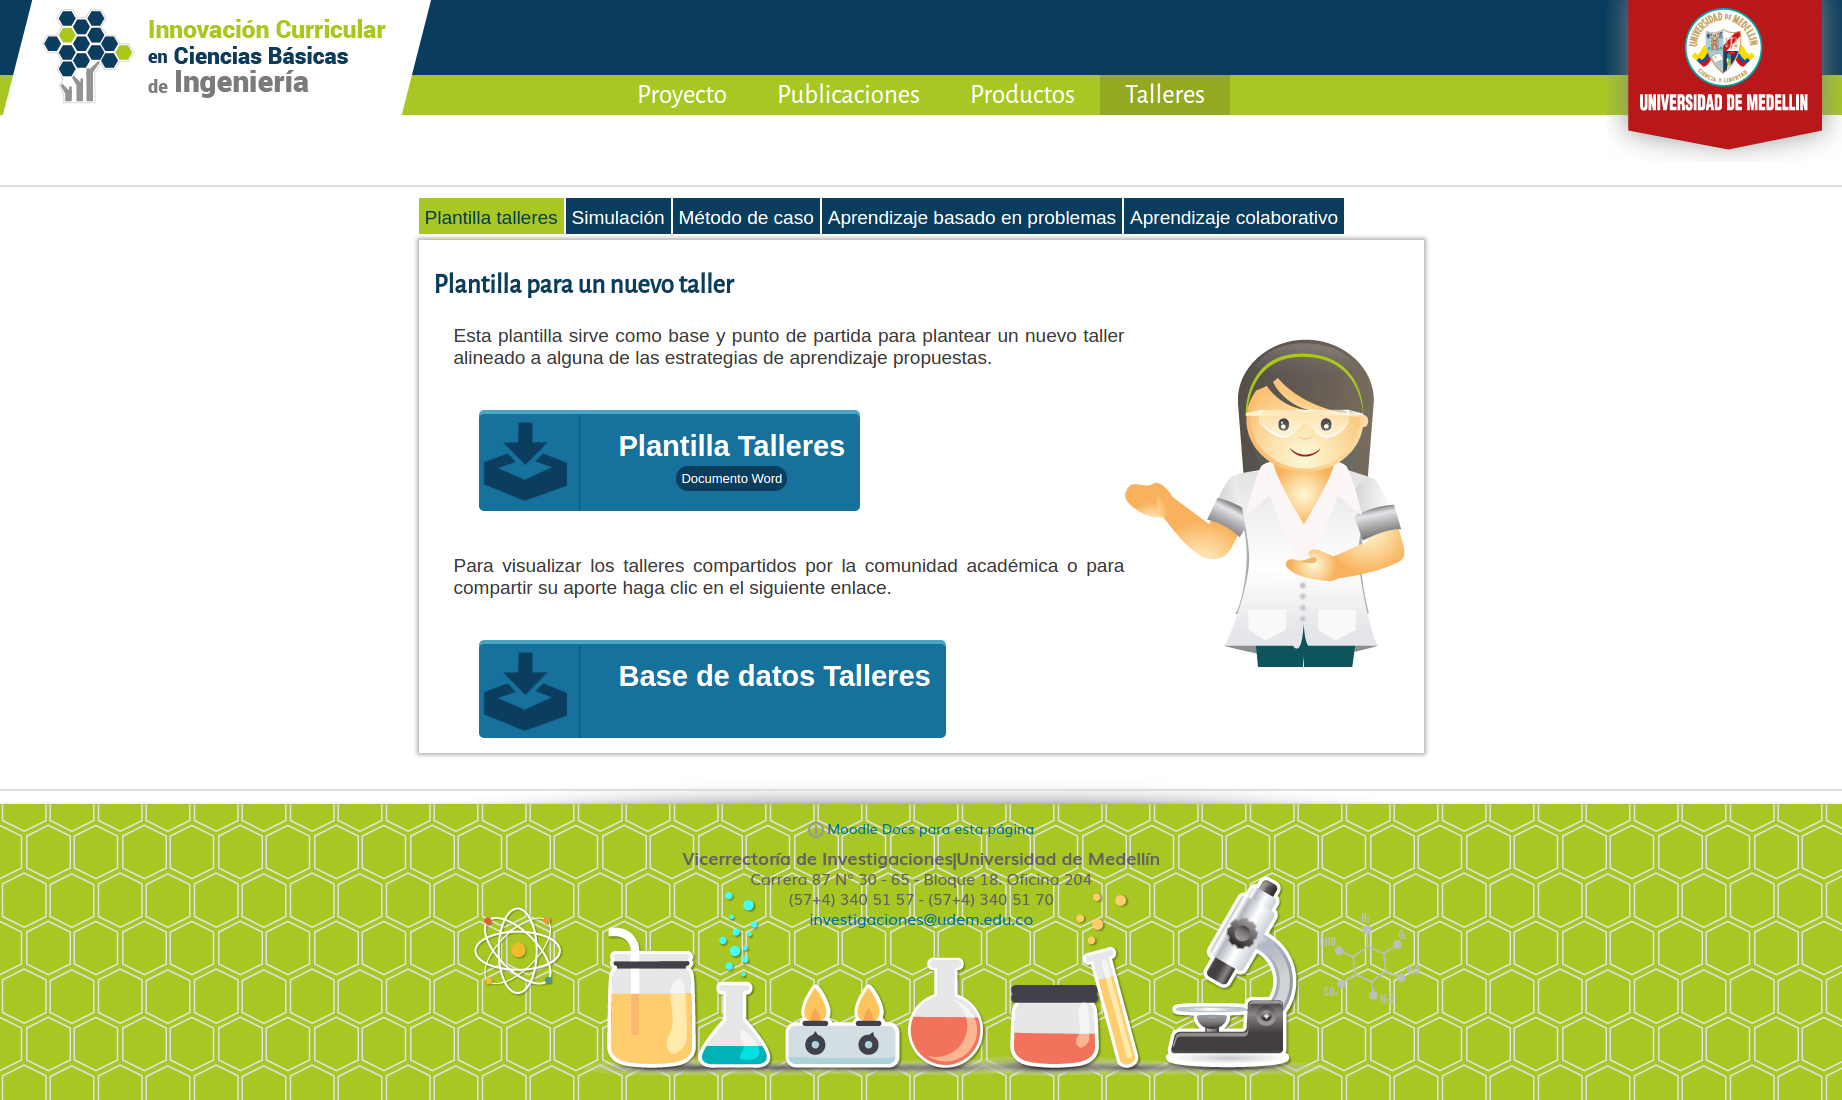 Innovación Curricular
en Ciencias Básicas
de Ingeniería
Proyecto
Publicaciones
Productos
Talleres
UNIVERSIDAD DE MEDELLIN
CIENCIA Y LIBERTAD
UNIVERSIDAD DE MEDELLIN
Plantilla talleres
Simulación
Método de caso
Aprendizaje basado en problemas
Aprendizaje colaborativo
Plantilla para un nuevo taller
Esta plantilla sirve como base y punto de partida para plantear un nuevo taller
alineado a alguna de las estrategias de aprendizaje propuestas.
Plantilla Talleres
Documento Word
Para visualizar los talleres compartidos por la comunidad académica o para
compartir su aporte haga clic en el siguiente enlace.
Base de datos Talleres
Moodle Docs para esta página
Vicerrectoría de Investigaciones|Universidad de Medellín
Carrera 87 N° 30 - 65 - Bloque 18. Oficina 204
(57+4) 340 51 57 - (57+4) 340 51 70
investigaciones@udem.edu.co